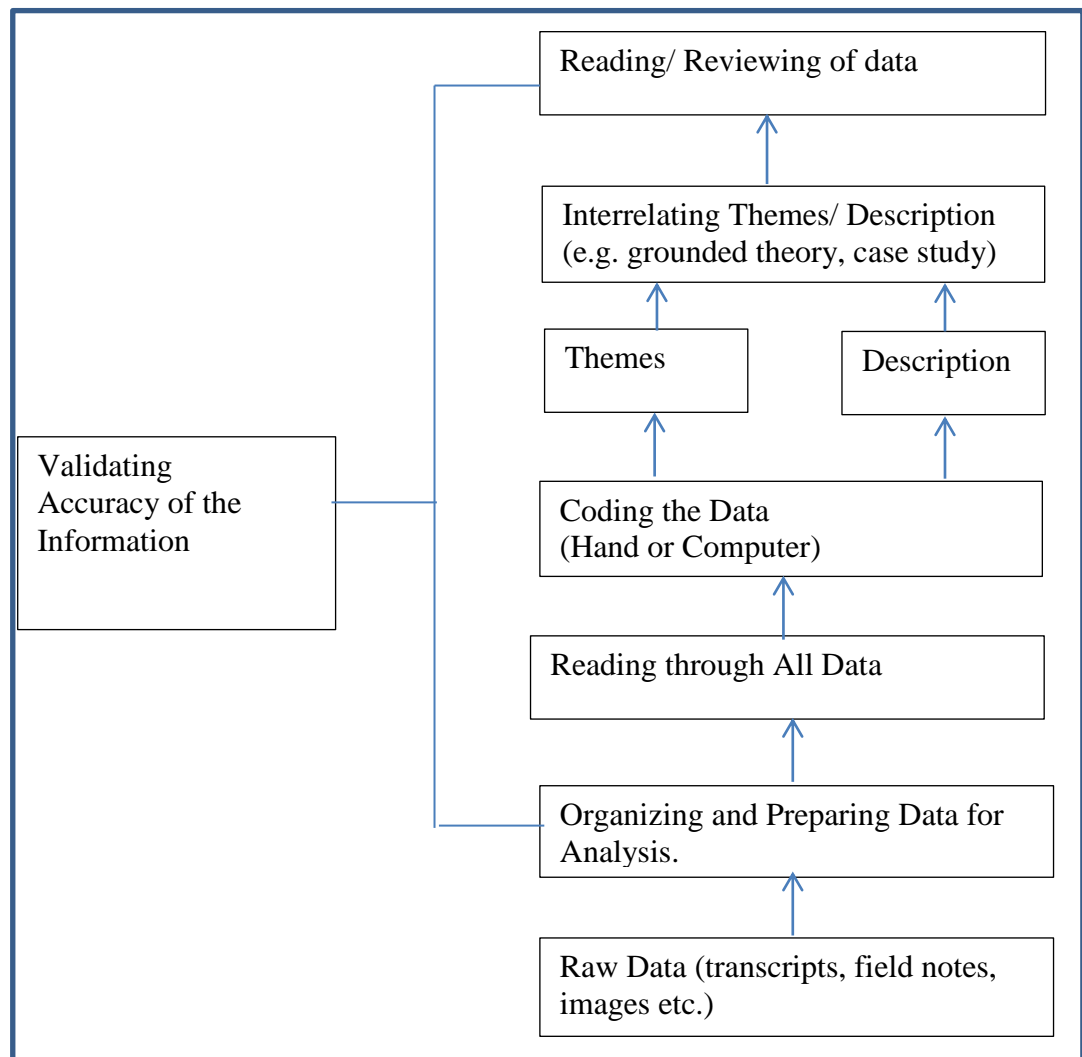 Reading/ Reviewing of data
Interrelating Themes/ Description
(e.g. grounded theory, case study)
Themes
Description
Validating
Accuracy of the
Information
Coding the Data
(Hand or Computer)
Reading through All Data
Organizing and Preparing Data for
Analysis.
Raw Data (transcripts, field notes,
images etc.)